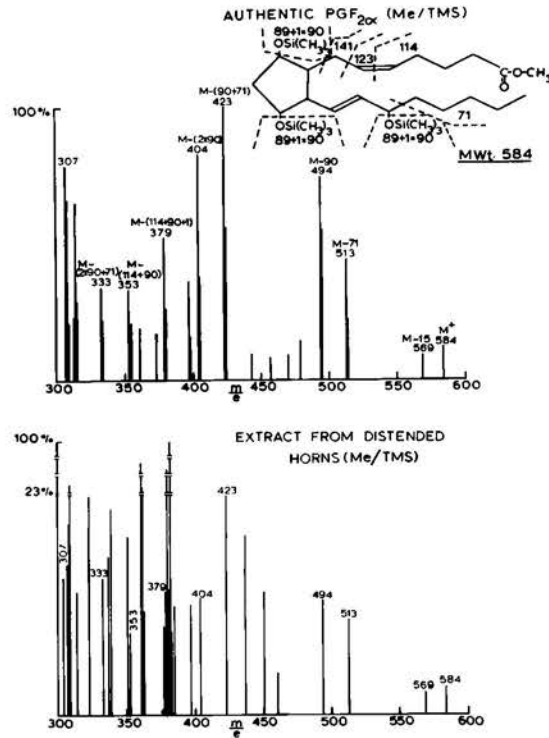 AUTHENTIC PGF2α (Me/TMS)
89+1=90
OSi(CH3)3
141
114
123
C-OCH3
O
71
OSi(CH3)3
89+1=90
OSi(CH3)3
89+1=90
MWt. 584
100%
M-(90+71)
423
M-(2x90)
404
307
M-90
494
M-(114+90+1)
379
M-71
513
M-
(2x90+71)
333
M-
(114+90)
353
M-15
569
M+
584
300 350 400 450 500 550 600
m/e
100%
EXTRACT FROM DISTENDED
HORNS (Me/TMS)
23%
423
307
333
379
353
404
494
513
569
584
300 350 400 450 500 550 600
m/e